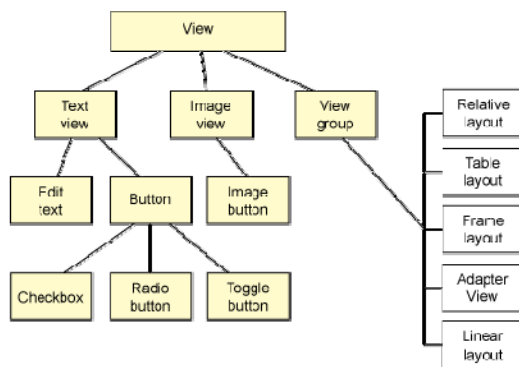 View
Text
view
Image
view
View
group
Relative
layout
Table
layout
Edit
text
Button
Image
button
Frame
layout
Checkbox
Radio
button
Toggle
button
Adapter
View
Linear
layout